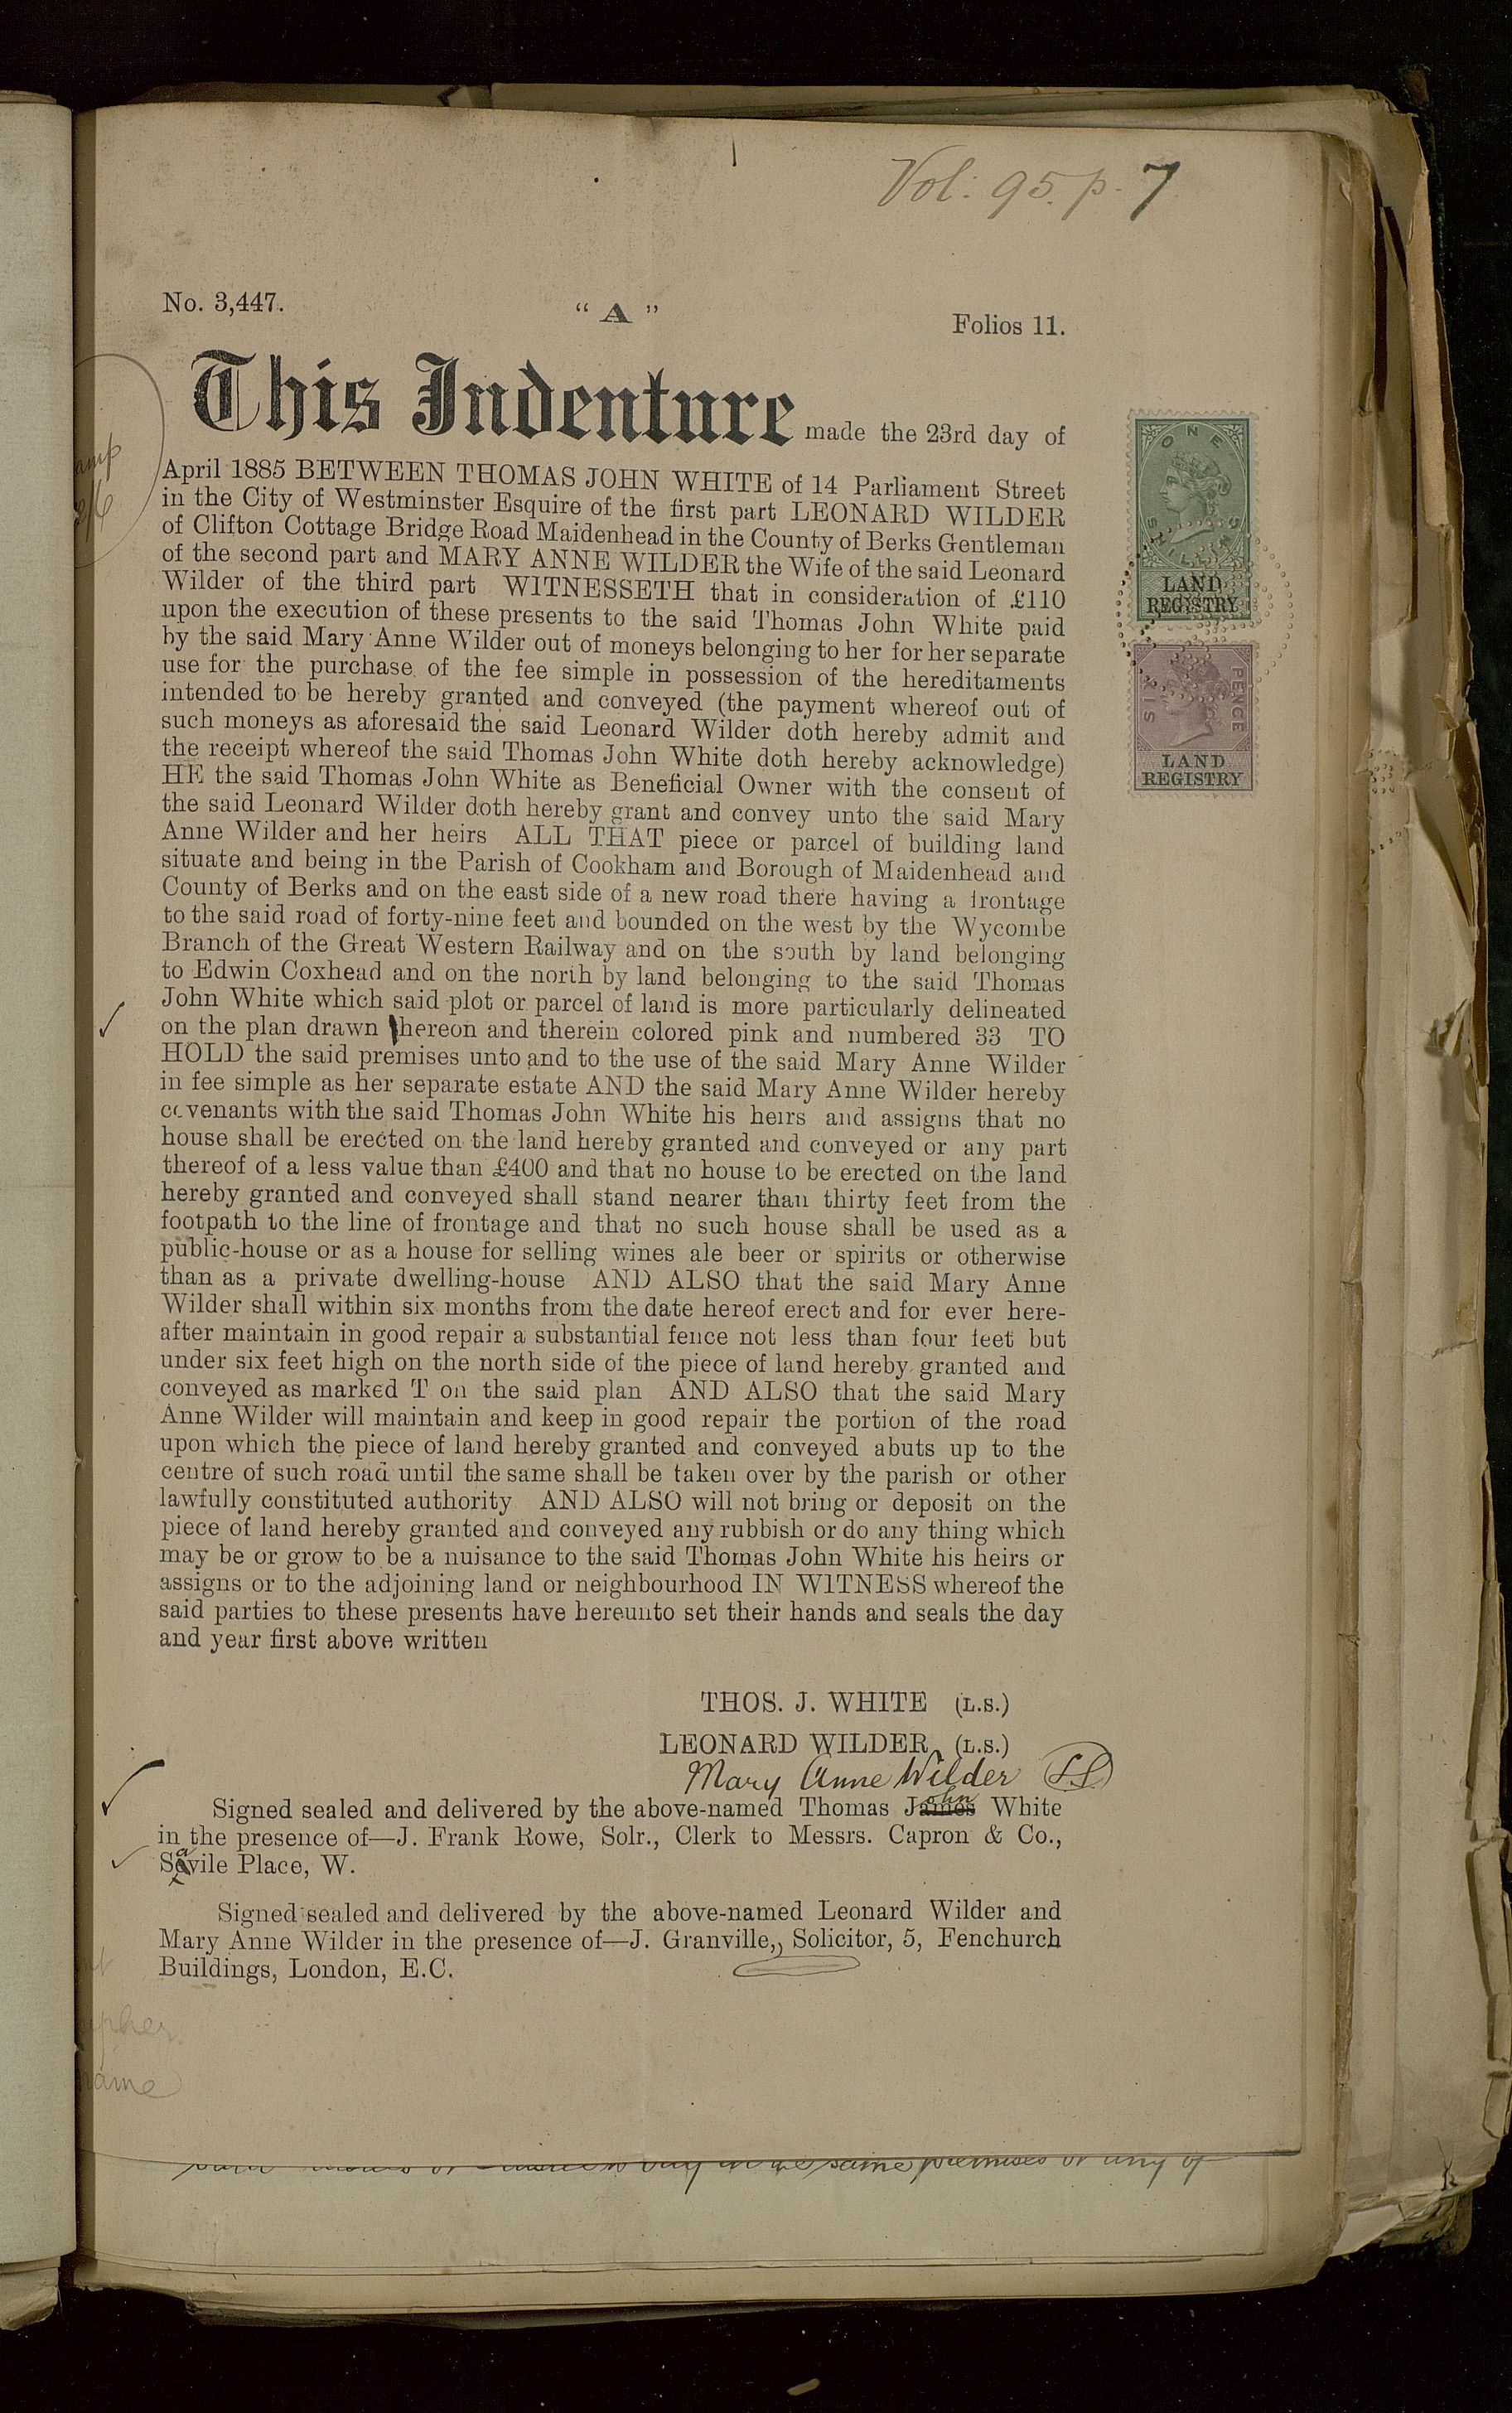 Vol. 95. p. 7
No. 3,447.
“A”
Folios 11.
This Indenture made the 23rd day of
April 1885 BETWEEN THOMAS JOHN WHITE of 14 Parliament Street
in the City of Westminster Esquire of the first part LEONARD WILDER
of Clifton Cottage Bridge Road Maidenhead in the County of Berks Gentleman
of the second part and MARY ANNE WILDER the Wife of the said Leonard
Wilder of the third part WITNESSETH that in consideration of £110
upon the execution of these presents to the said Thomas John White paid
by the said Mary Anne Wilder out of moneys belonging to her for her separate
use for the purchase of the fee simple in possession of the hereditaments
intended to be hereby granted and conveyed (the payment whereof out of
such moneys as aforesaid the said Leonard Wilder doth hereby admit and
the receipt whereof the said Thomas John White doth hereby acknowledge)
HE the said Thomas John White as Beneficial Owner with the consent of
the said Leonard Wilder doth hereby grant and convey unto the said Mary
Anne Wilder and her heirs ALL THAT piece or parcel of building land
situate and being in the Parish of Cookham and Borough of Maidenhead and
County of Berks and on the east side of a new road there having a frontage
to the said road of forty-nine feet and bounded on the west by the Wycombe
Branch of the Great Western Railway and on the south by land belonging
to Edwin Coxhead and on the north by land belonging to the said Thomas
John White which said plot or parcel of land is more particularly delineated
on the plan drawn hereon and therein colored pink and numbered 33 TO
HOLD the said premises unto and to the use of the said Mary Anne Wilder
in fee simple as her separate estate AND the said Mary Anne Wilder hereby
covenants with the said Thomas John White his heirs and assigns that no
house shall be erected on the land hereby granted and conveyed or any part
thereof of a less value than £400 and that no house to be erected on the land
hereby granted and conveyed shall stand nearer than thirty feet from the
footpath to the line of frontage and that no such house shall be used as a
public-house or as a house for selling wines ale beer or spirits or otherwise
than as a private dwelling-house AND ALSO that the said Mary Anne
Wilder shall within six months from the date hereof erect and for ever here-
after maintain in good repair a substantial fence not less than four feet but
under six feet high on the north side of the piece of land hereby granted and
conveyed as marked T on the said plan AND ALSO that the said Mary
Anne Wilder will maintain and keep in good repair the portion of the road
upon which the piece of land hereby granted and conveyed abuts up to the
centre of such road until the same shall be taken over by the parish or other
lawfully constituted authority AND ALSO will not bring or deposit on the
piece of land hereby granted and conveyed any rubbish or do any thing which
may be or grow to be a nuisance to the said Thomas John White his heirs or
assigns or to the adjoining land or neighbourhood IN WITNESS whereof the
said parties to these presents have hereunto set their hands and seals the day
and year first above written
THOS. J. WHITE (L.S.)
LEONARD WILDER (L.S.)
Mary Anne Wilder L.S.
Signed sealed and delivered by the above-named Thomas John White
in the presence of—J. Frank Rowe, Solr., Clerk to Messrs. Capron & Co.,
Savile Place, W.
Signed sealed and delivered by the above-named Leonard Wilder and
Mary Anne Wilder in the presence of—J. Granville, Solicitor, 5, Fenchurch
Buildings, London, E.C.
ONE
SHILLING
LAND
REGISTRY
SIX PENCE
LAND
REGISTRY
same premises or any of